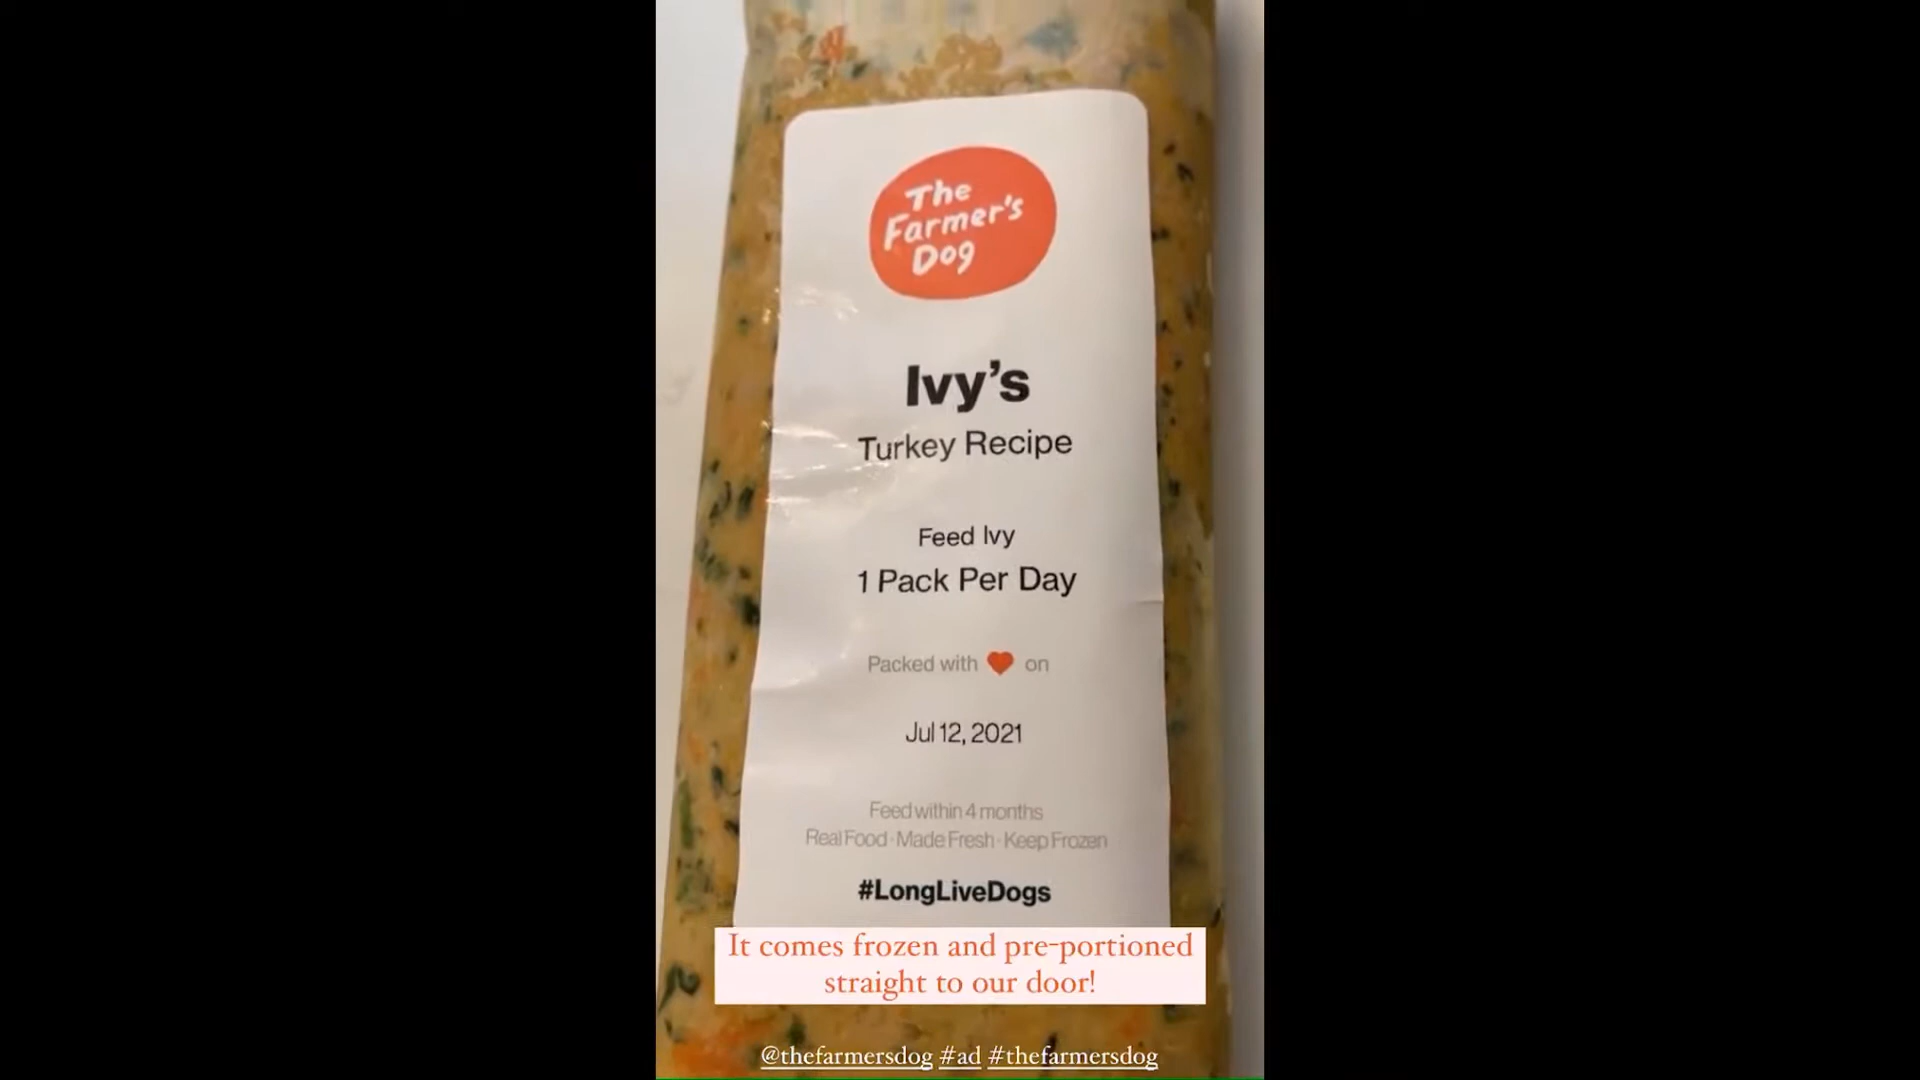 The
Farmer's
Dog
Ivy's
Turkey Recipe
Feed Ivy
1 Pack Per Day
Packed with ❤ on
Jul 12, 2021
Feed within 4 months
Real Food · Made Fresh · Keep Frozen
#LongLiveDogs
It comes frozen and pre-portioned
straight to our door!
@thefarmersdog #ad #thefarmersdog